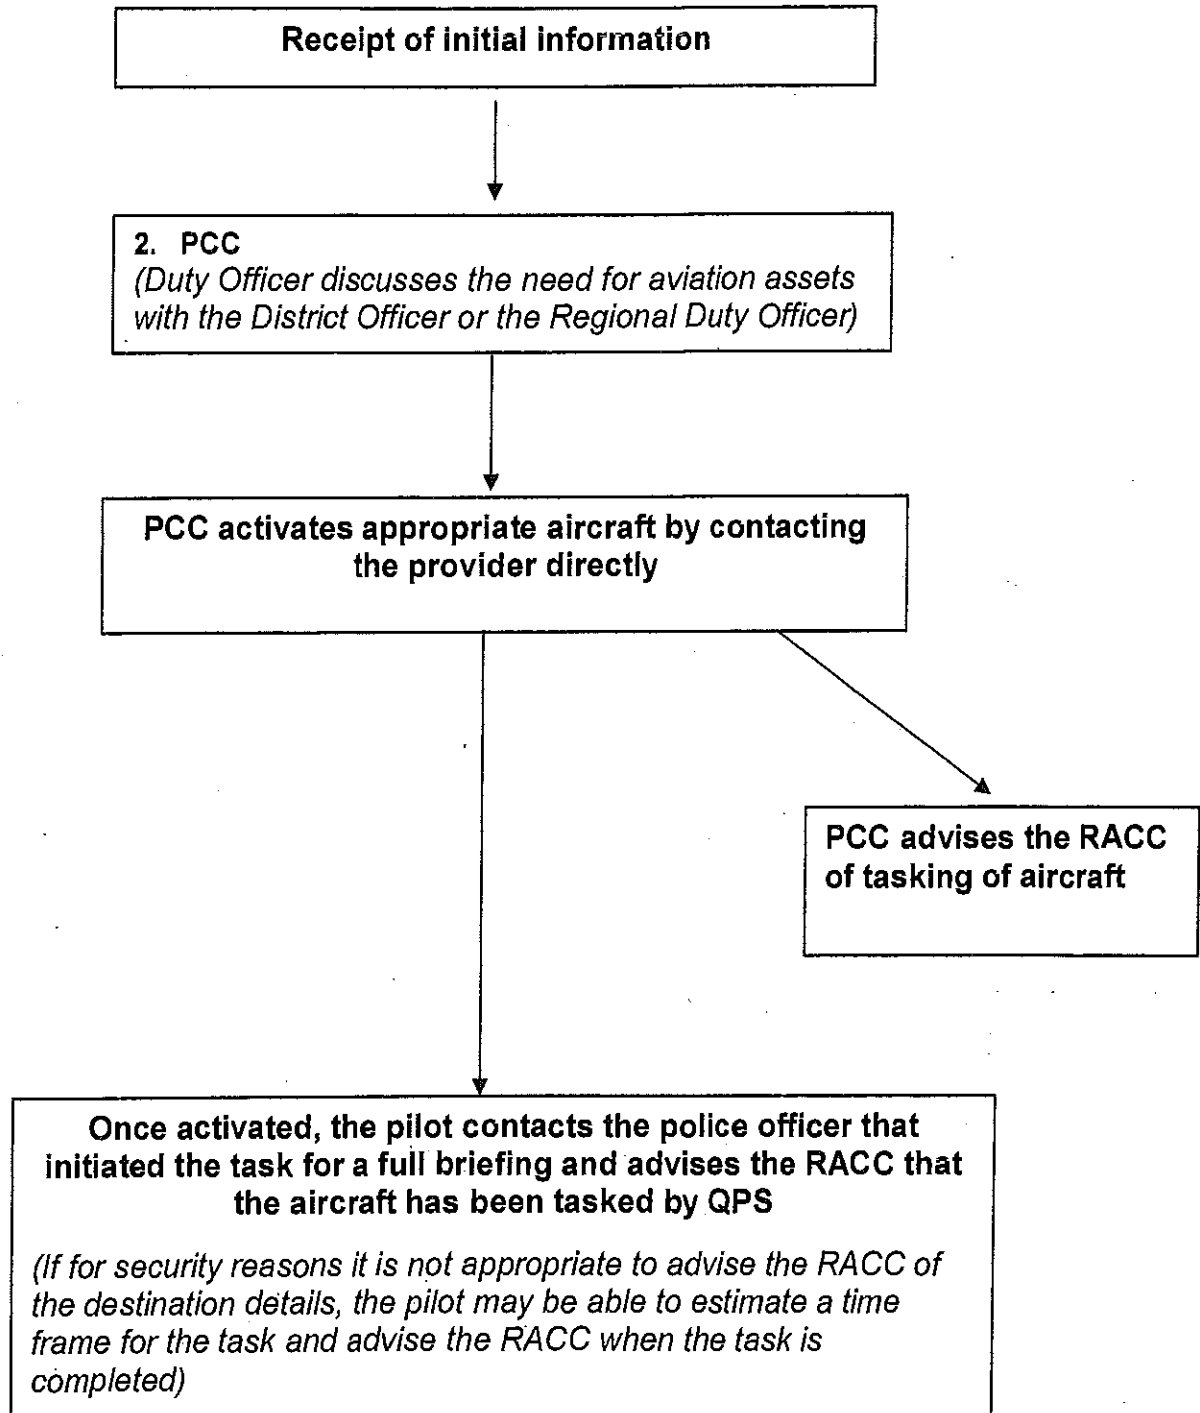 Receipt of initial information
2. PCC
(Duty Officer discusses the need for aviation assets
with the District Officer or the Regional Duty Officer)
PCC activates appropriate aircraft by contacting
the provider directly
PCC advises the RACC
of tasking of aircraft
Once activated, the pilot contacts the police officer that
initiated the task for a full briefing and advises the RACC that
the aircraft has been tasked by QPS
(If for security reasons it is not appropriate to advise the RACC of
the destination details, the pilot may be able to estimate a time
frame for the task and advise the RACC when the task is
completed)